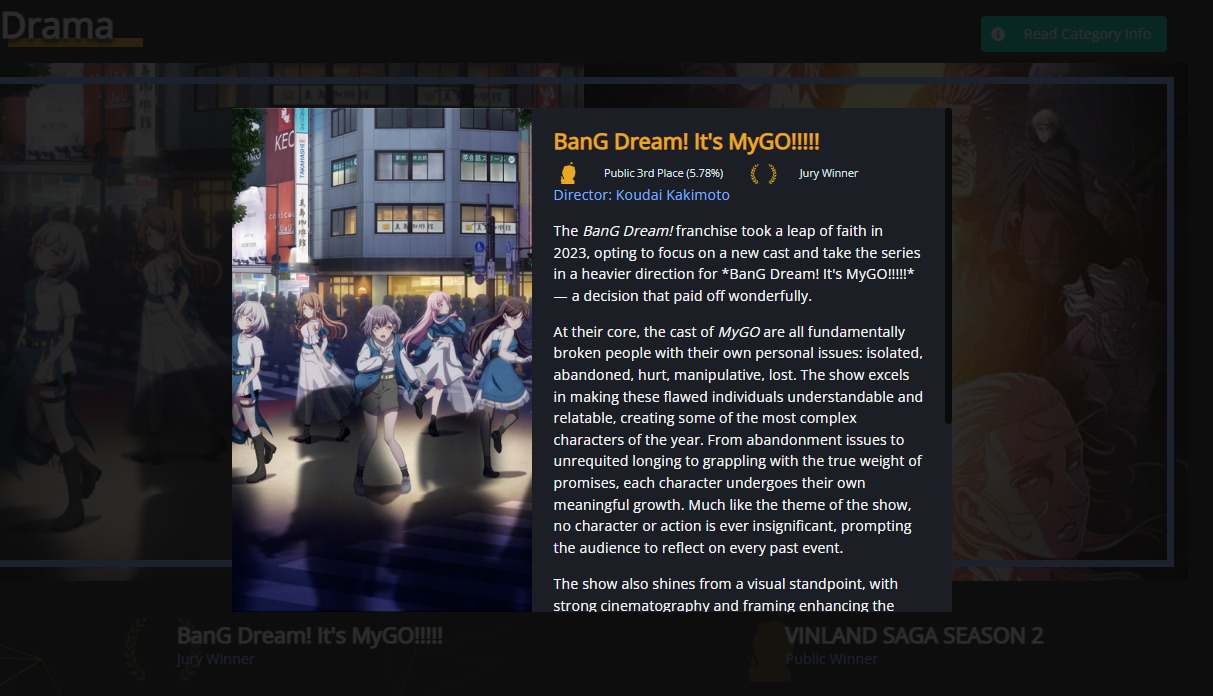 Drama
Read Category Info
KEC
TAKAHASHI
BanG Dream! It's MyGO!!!!!
Public 3rd Place (5.78%)
Jury Winner
Director: Koudai Kakimoto
The BanG Dream! franchise took a leap of faith in
2023, opting to focus on a new cast and take the series
in a heavier direction for *BanG Dream! It's MyGO!!!!!*
— a decision that paid off wonderfully.
At their core, the cast of MyGO are all fundamentally
broken people with their own personal issues: isolated,
abandoned, hurt, manipulative, lost. The show excels
in making these flawed individuals understandable and
relatable, creating some of the most complex
characters of the year. From abandonment issues to
unrequited longing to grappling with the true weight of
promises, each character undergoes their own
meaningful growth. Much like the theme of the show,
no character or action is ever insignificant, prompting
the audience to reflect on every past event.
The show also shines from a visual standpoint, with
strong cinematography and framing enhancing the
BanG Dream! It's MyGO!!!!!
Jury Winner
VINLAND SAGA SEASON 2
Public Winner